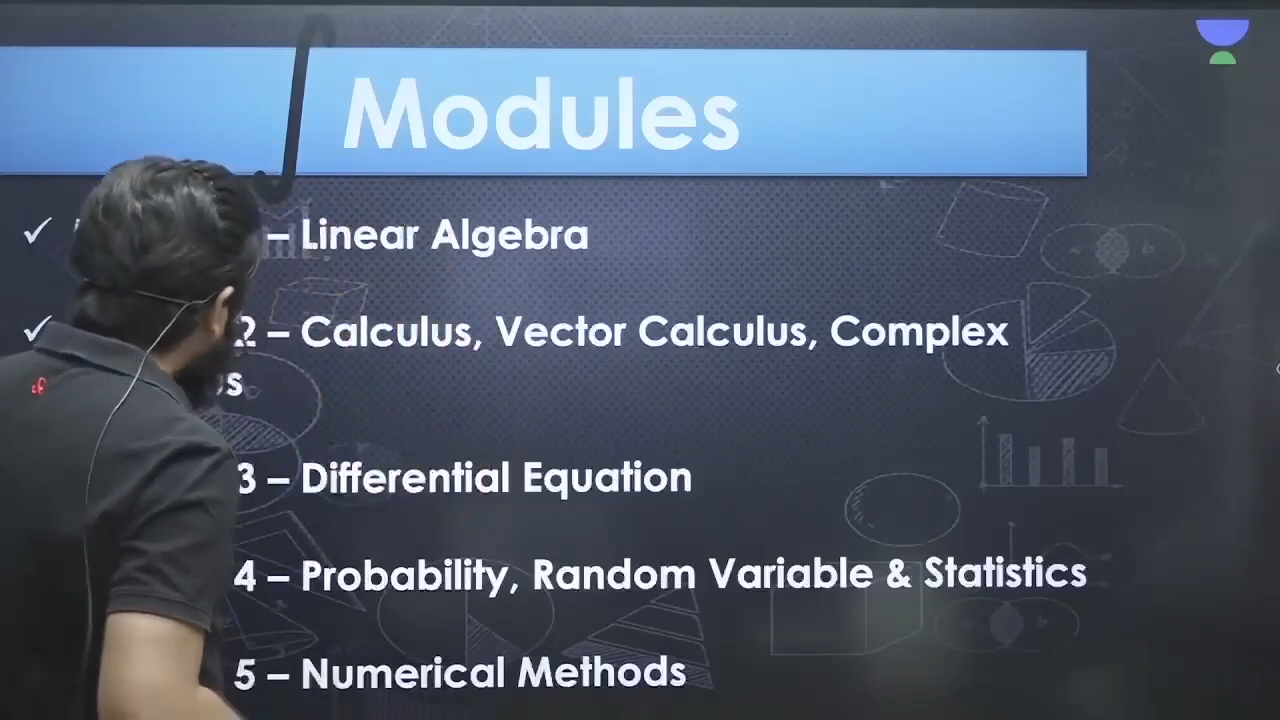 Modules
– Linear Algebra
2 – Calculus, Vector Calculus, Complex
3 – Differential Equation
4 – Probability, Random Variable & Statistics
5 – Numerical Methods